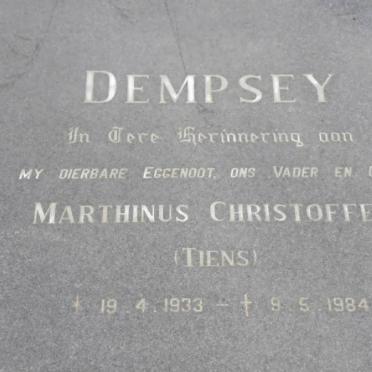 DEMPSEY
In Tere Herinnering aan
MY DIERBARE EGGENOOT, ONS VADER EN
MARTHINUS CHRISTOFFE
(TIENS)
* 19.4.1933 – † 9.5.1984